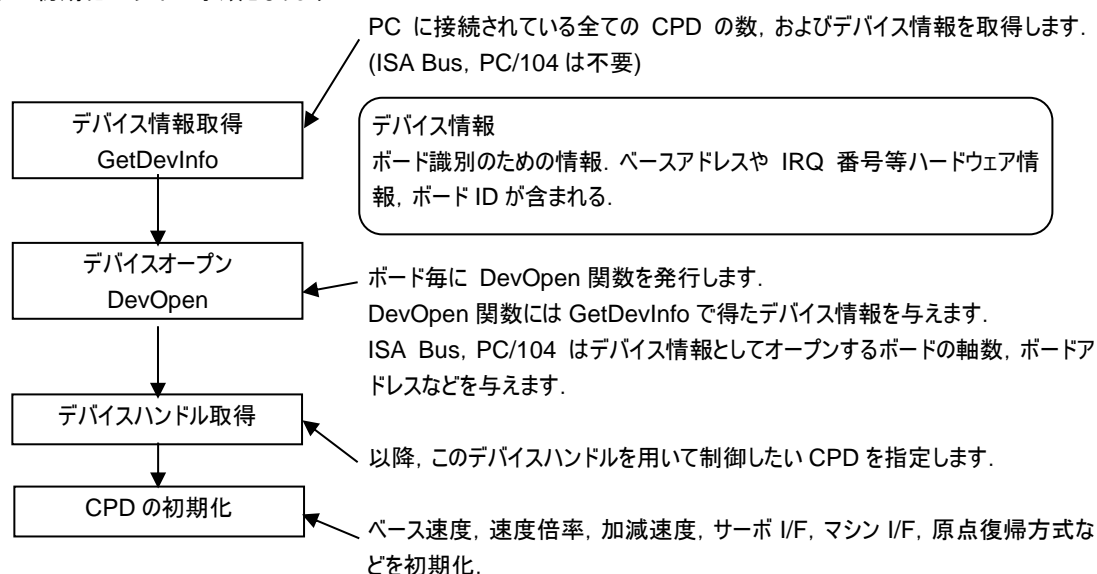 PC に接続されている全ての CPD の数, およびデバイス情報を取得します.
(ISA Bus, PC/104 は不要)
デバイス情報取得
GetDevInfo
デバイス情報
ボード識別のための情報. ベースアドレスや IRQ 番号等ハードウェア情
報, ボード ID が含まれる.
デバイスオープン
DevOpen
ボード毎に DevOpen 関数を発行します.
DevOpen 関数には GetDevInfo で得たデバイス情報を与えます.
ISA Bus, PC/104 はデバイス情報としてオープンするボードの軸数, ボードア
ドレスなどを与えます.
デバイスハンドル取得
以降, このデバイスハンドルを用いて制御したい CPD を指定します.
CPD の初期化
ベース速度, 速度倍率, 加減速度, サーボ I/F, マシン I/F, 原点復帰方式な
どを初期化.